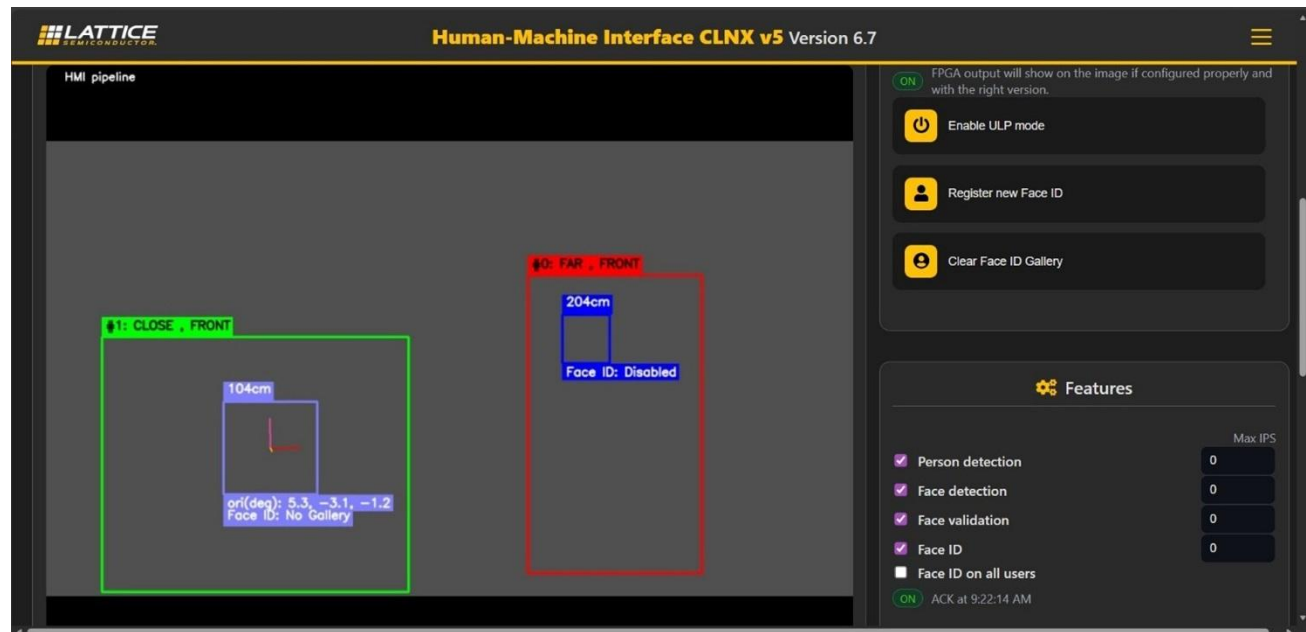 LATTICE
SEMICONDUCTOR.
Human-Machine Interface CLNX v5 Version 6.7
HMI pipeline
#0: FAR , FRONT
204cm
Face ID: Disabled
#1: CLOSE , FRONT
104cm
ori(deg): 5.3, -3.1, -1.2
Face ID: No Gallery
ON FPGA output will show on the image if configured properly and
with the right version.
Enable ULP mode
Register new Face ID
Clear Face ID Gallery
Features
Max IPS
Person detection 0
Face detection 0
Face validation 0
Face ID 0
Face ID on all users
ON ACK at 9:22:14 AM